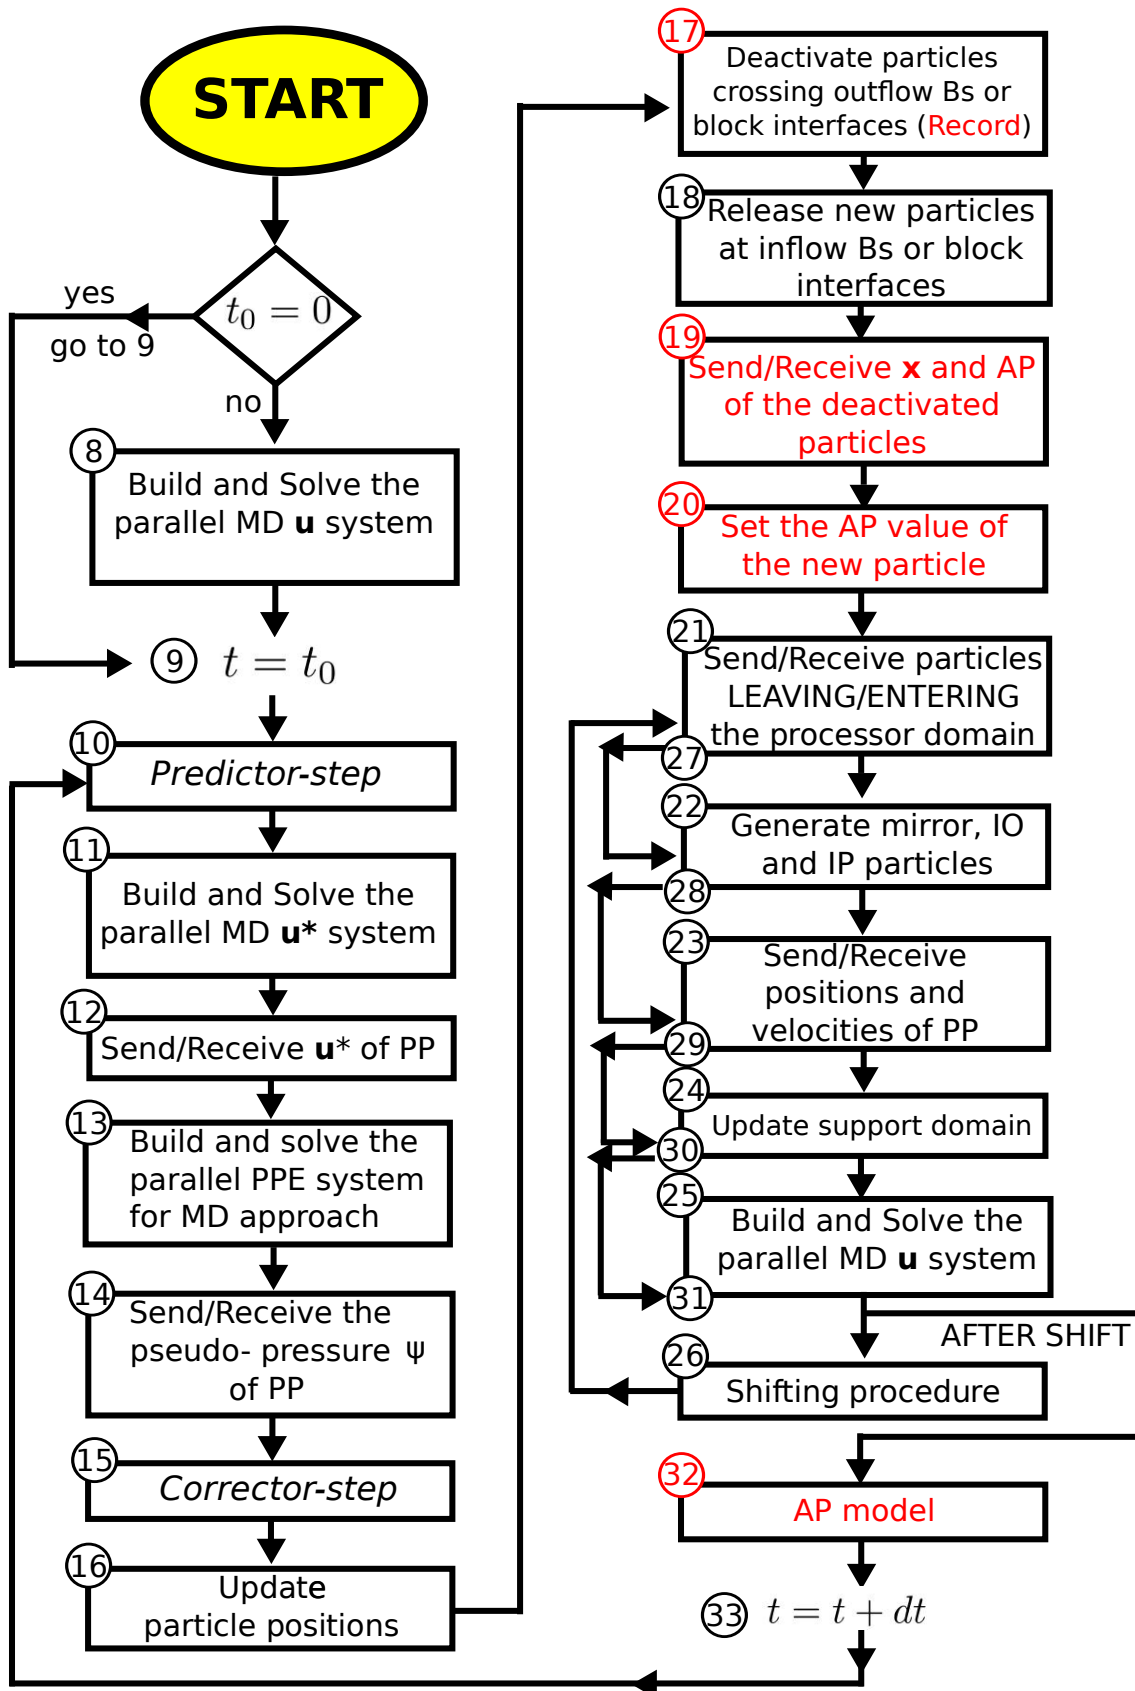 START
t₀ = 0
yes
go to 9
no
8
Build and Solve the
parallel MD u system
9
t = t₀
10
Predictor-step
11
Build and Solve the
parallel MD u* system
12
Send/Receive u* of PP
13
Build and solve the
parallel PPE system
for MD approach
14
Send/Receive the
pseudo- pressure ψ
of PP
15
Corrector-step
16
Update
particle positions
17
Deactivate particles
crossing outflow Bs or
block interfaces (Record)
18
Release new particles
at inflow Bs or block
interfaces
19
Send/Receive x and AP
of the deactivated
particles
20
Set the AP value of
the new particle
21
Send/Receive particles
LEAVING/ENTERING
the processor domain
27
22
Generate mirror, IO
and IP particles
28
23
Send/Receive
positions and
velocities of PP
29
24
Update support domain
30
25
Build and Solve the
parallel MD u system
31
AFTER SHIFT
26
Shifting procedure
32
AP model
33
t = t + dt